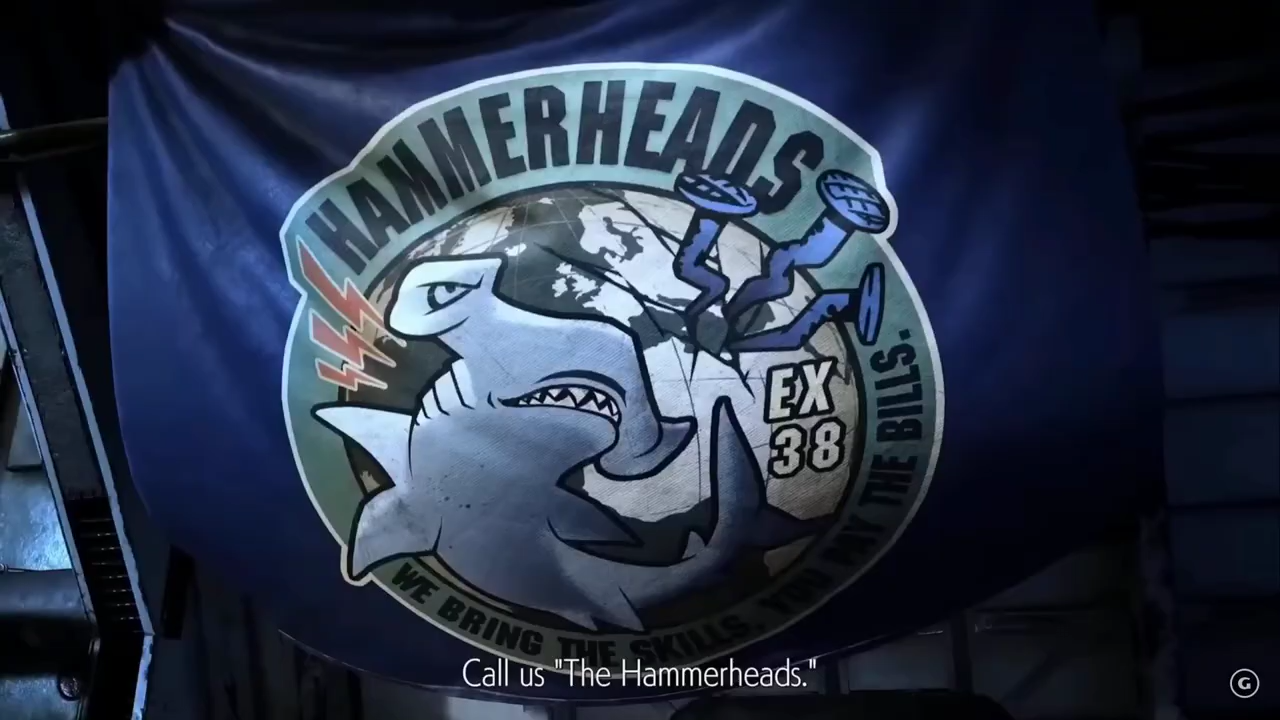 HAMMERHEADS
EX
38
WE BRING THE SKILLS, YOU PAY THE BILLS.
Call us "The Hammerheads."
G